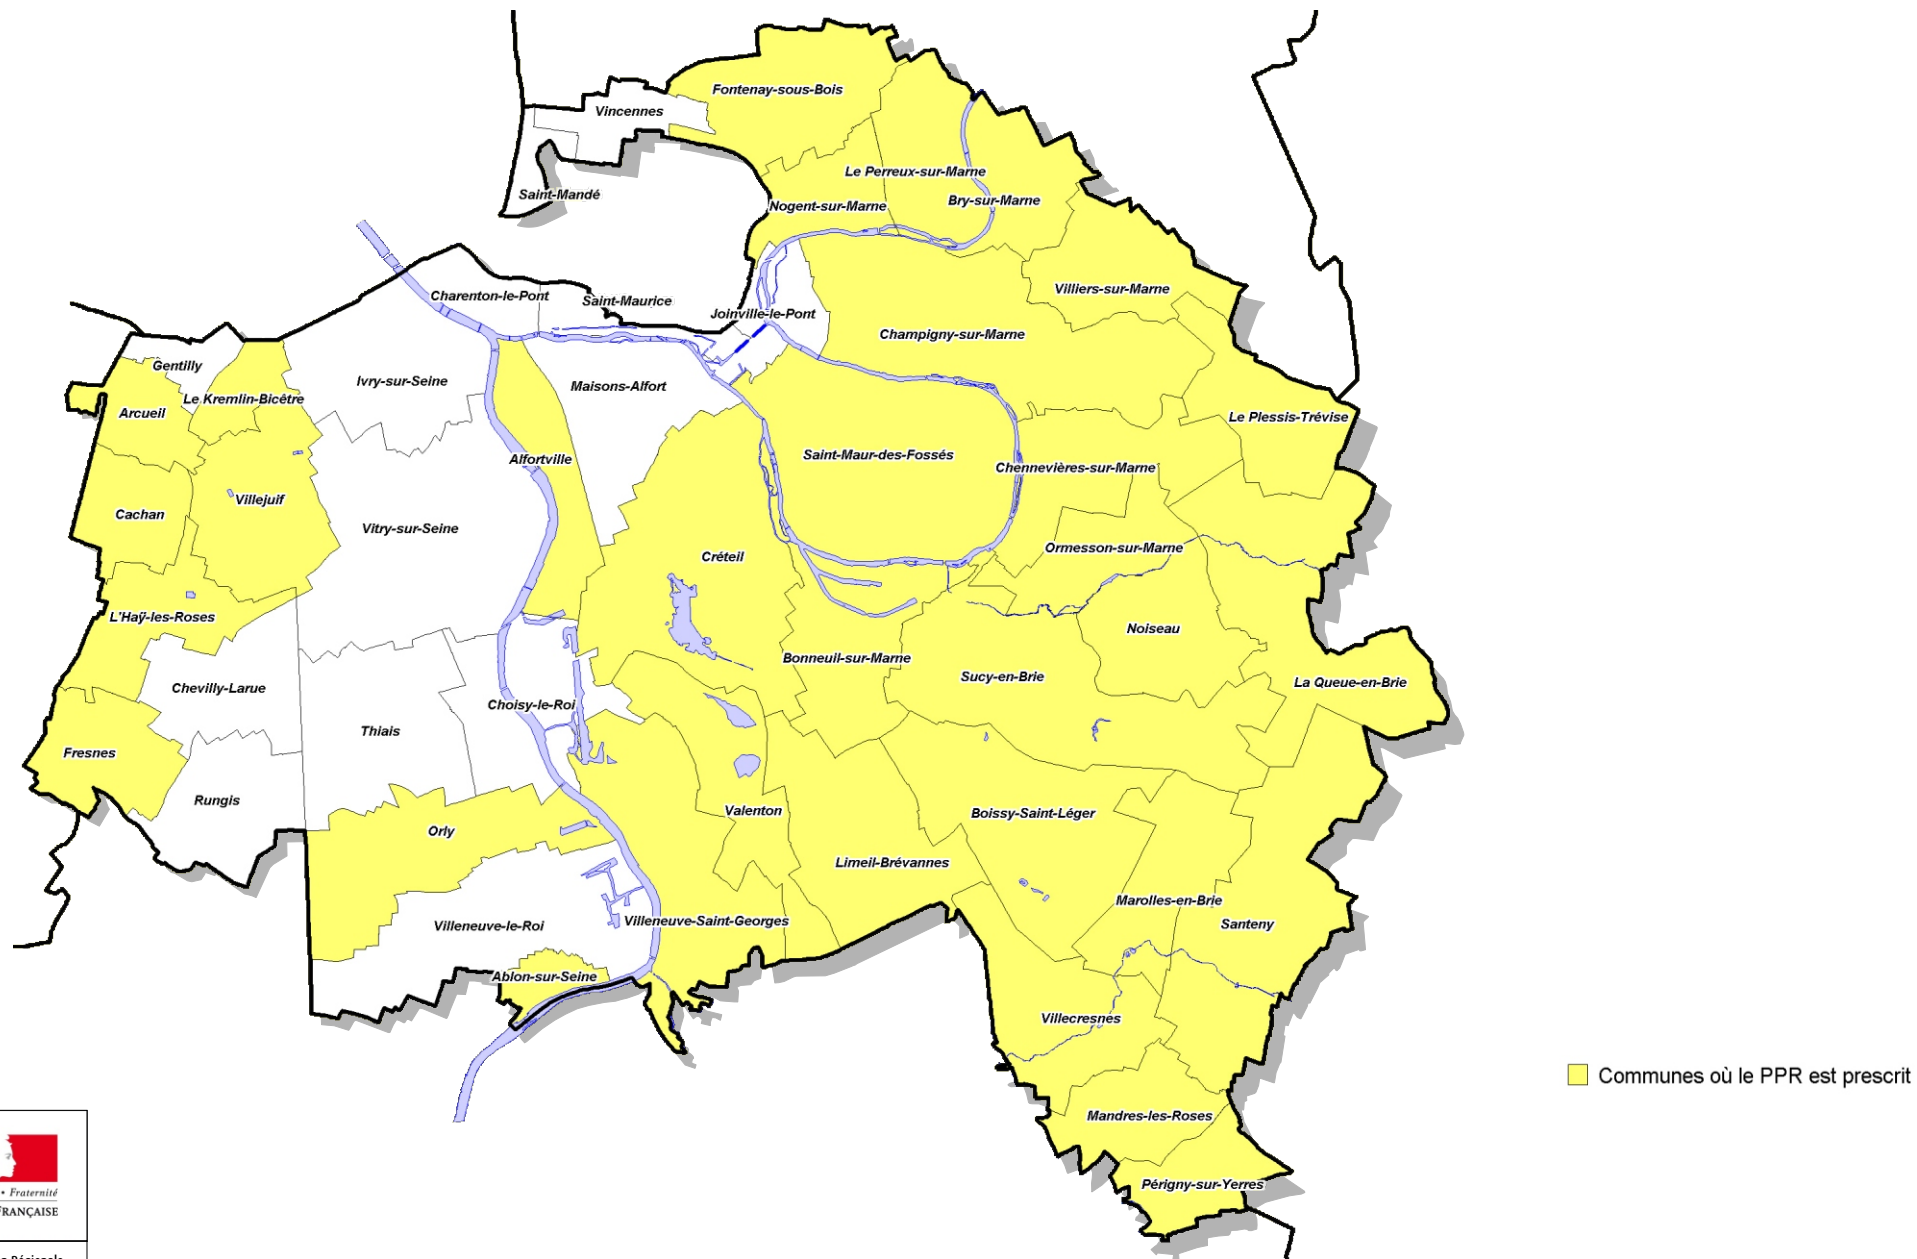 Fontenay-sous-Bois
Vincennes
Le Perreux-sur-Marne
Saint-Mandé
Bry-sur-Marne
Nogent-sur-Marne
Villiers-sur-Marne
Charenton-le-Pont
Saint-Maurice
Joinville-le-Pont
Champigny-sur-Marne
Gentilly
Ivry-sur-Seine
Maisons-Alfort
Le Kremlin-Bicêtre
Arcueil
Le Plessis-Trévise
Saint-Maur-des-Fossés
Alfortville
Chennevières-sur-Marne
Villejuif
Cachan
Vitry-sur-Seine
Ormesson-sur-Marne
Créteil
L'Haÿ-les-Roses
Noiseau
Bonneuil-sur-Marne
Sucy-en-Brie
La Queue-en-Brie
Chevilly-Larue
Choisy-le-Roi
Thiais
Fresnes
Rungis
Valenton
Boissy-Saint-Léger
Orly
Limeil-Brévannes
Marolles-en-Brie
Villeneuve-le-Roi
Villeneuve-Saint-Georges
Santeny
Ablon-sur-Seine
Villecresnes
Communes où le PPR est prescrit
Mandres-les-Roses
Périgny-sur-Yerres
• Fraternité
FRANÇAISE